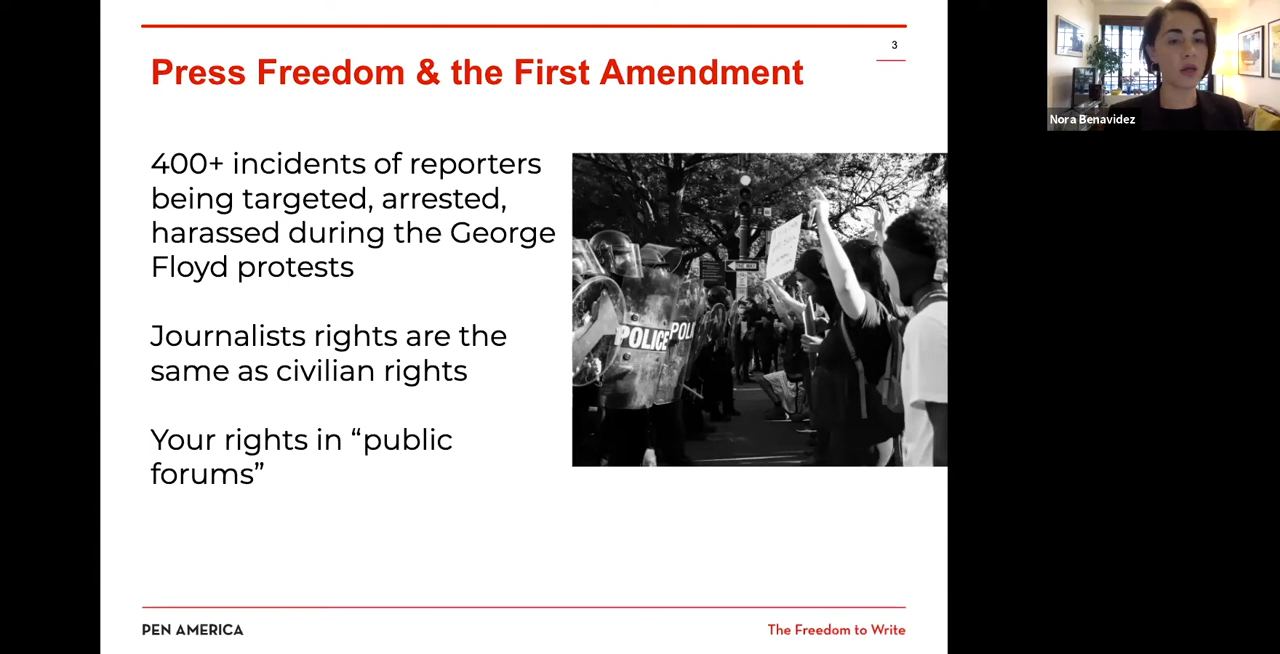 3
Press Freedom & the First Amendment
400+ incidents of reporters
being targeted, arrested,
harassed during the George
Floyd protests
Journalists rights are the
same as civilian rights
Your rights in “public
forums”
POLICE
POLI
PEN AMERICA
The Freedom to Write
Nora Benavidez